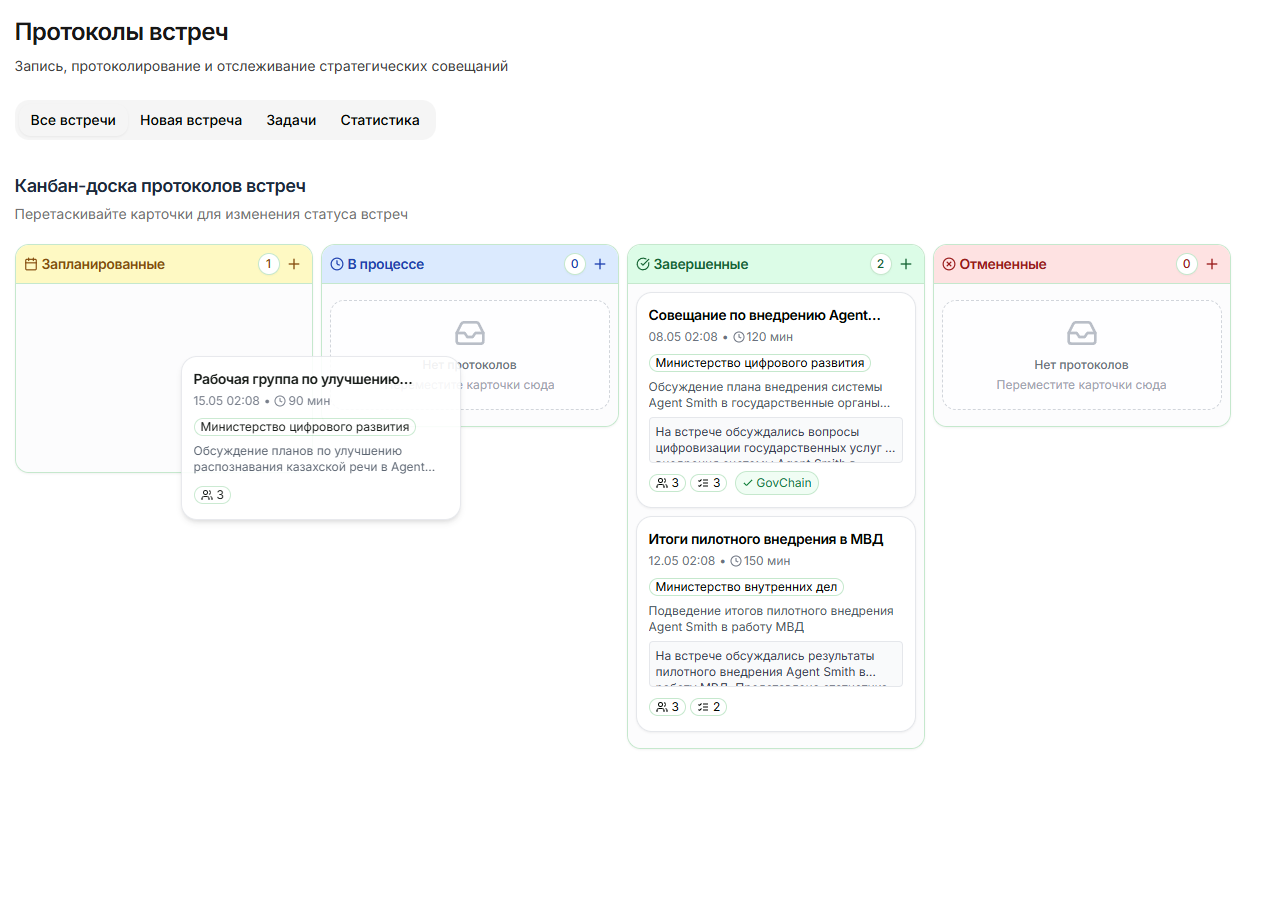 Протоколы встреч
Запись, протоколирование и отслеживание стратегических совещаний
Все встречи
Новая встреча
Задачи
Статистика
Канбан-доска протоколов встреч
Перетаскивайте карточки для изменения статуса встреч
Запланированные
1
Рабочая группа по улучшению...
15.05 02:08 • 90 мин
Министерство цифрового развития
Обсуждение планов по улучшению
распознавания казахской речи в Agent...
3
В процессе
0
Нет протоколов
карточки сюда
Завершенные
2
Совещание по внедрению Agent...
08.05 02:08 • 120 мин
Министерство цифрового развития
Обсуждение плана внедрения системы
Agent Smith в государственные органы...
На встрече обсуждались вопросы
цифровизации государственных услуг ...
3
3
GovChain
Итоги пилотного внедрения в МВД
12.05 02:08 • 150 мин
Министерство внутренних дел
Подведение итогов пилотного внедрения
Agent Smith в работу МВД
На встрече обсуждались результаты
пилотного внедрения Agent Smith в...
3
2
Отмененные
0
Нет протоколов
Переместите карточки сюда